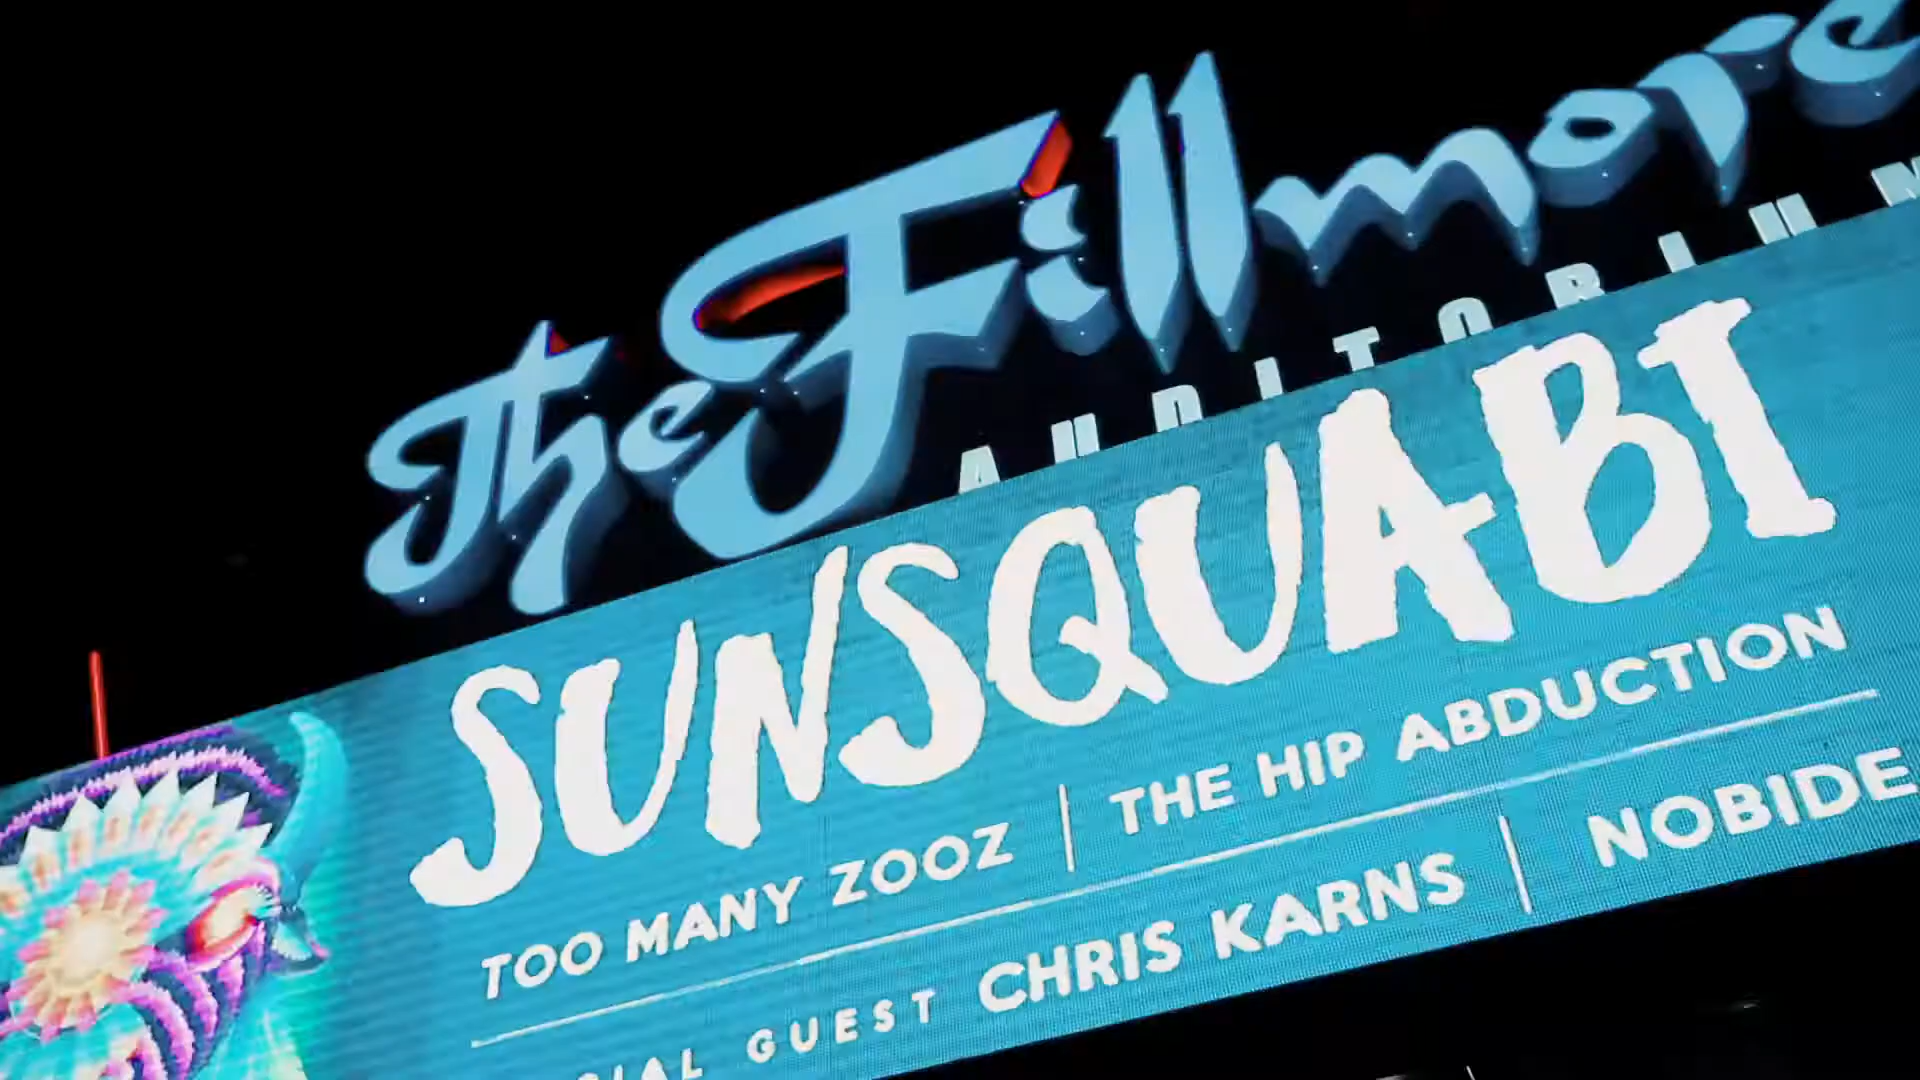 The Fillmore
AUDITORIUM
SUNSQUABI
TOO MANY ZOOZ | THE HIP ABDUCTION
GUEST CHRIS KARNS | NOBIDE